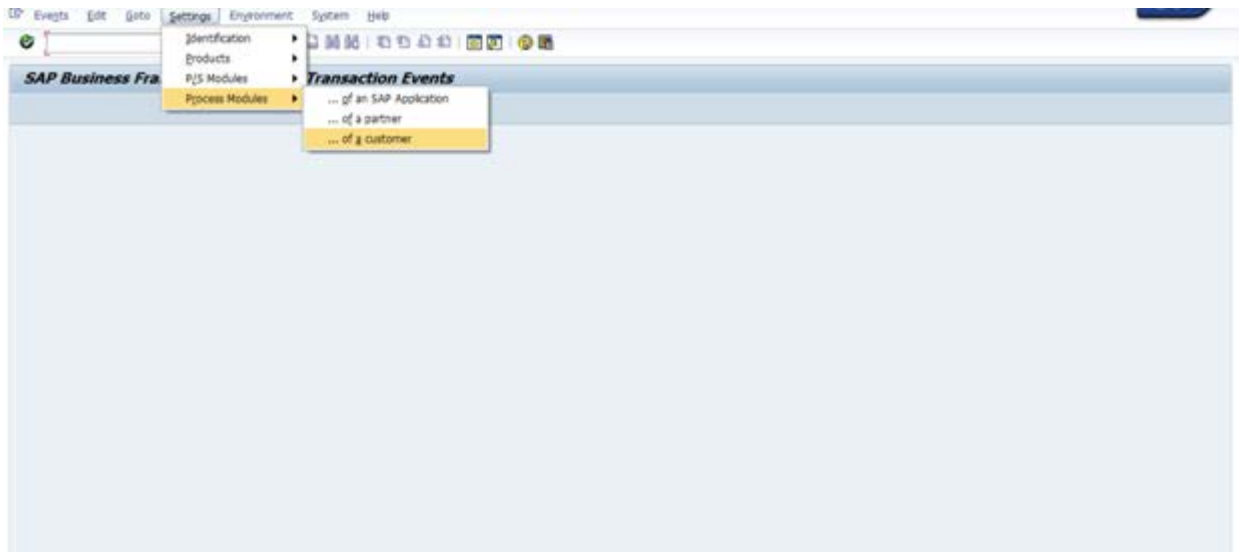 Events Edit Goto Settings Environment System Help
Identification
Products
P/S Modules
Process Modules
SAP Business Fra Transaction Events
... of an SAP Application
... of a partner
... of a customer